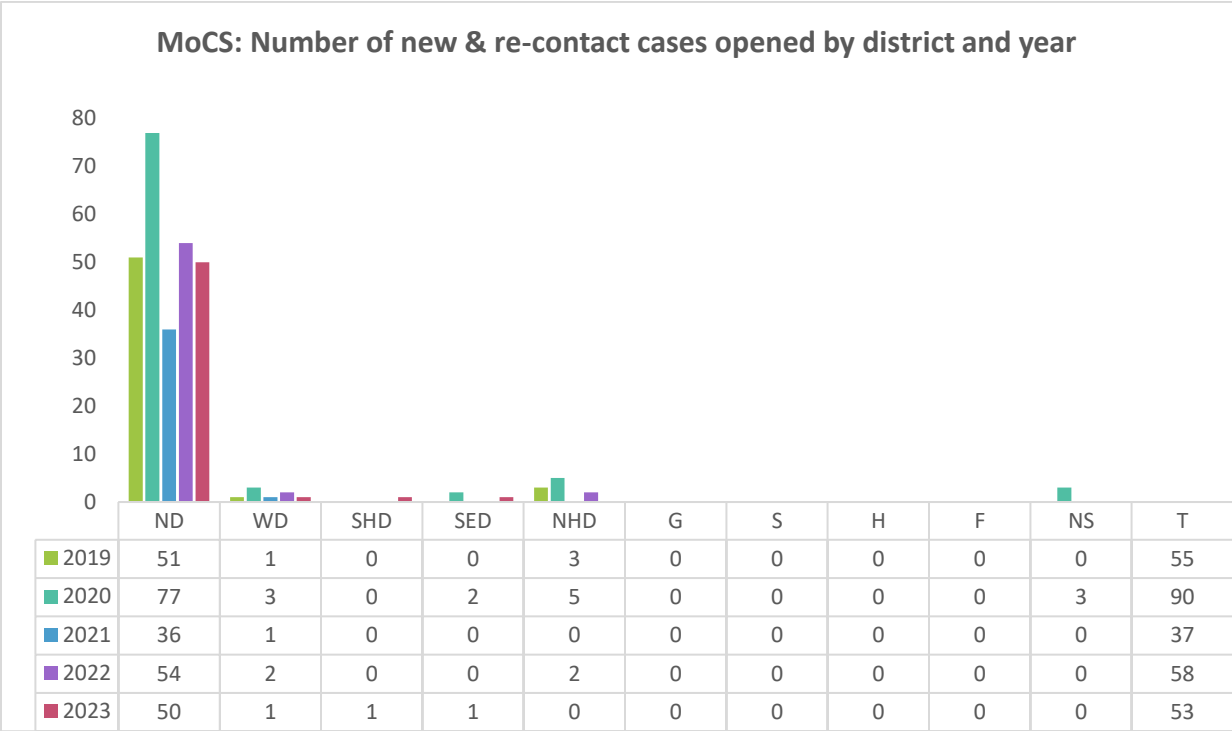 MoCS: Number of new & re-contact cases opened by district and year
80
70
60
50
40
30
20
10
0
ND WD SHD SED NHD G S H F NS T
2019 51 1 0 0 3 0 0 0 0 0 55
2020 77 3 0 2 5 0 0 0 0 3 90
2021 36 1 0 0 0 0 0 0 0 0 37
2022 54 2 0 0 2 0 0 0 0 0 58
2023 50 1 1 1 0 0 0 0 0 0 53